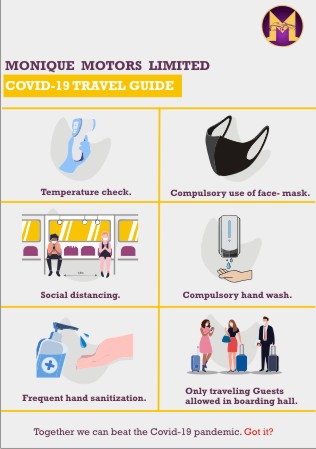 MONIQUE MOTORS LIMITED
COVID-19 TRAVEL GUIDE
Temperature check.
Compulsory use of face- mask.
Social distancing.
Compulsory hand wash.
Frequent hand sanitization.
Only traveling Guests
allowed in boarding hall.
Together we can beat the Covid-19 pandemic. Got it?